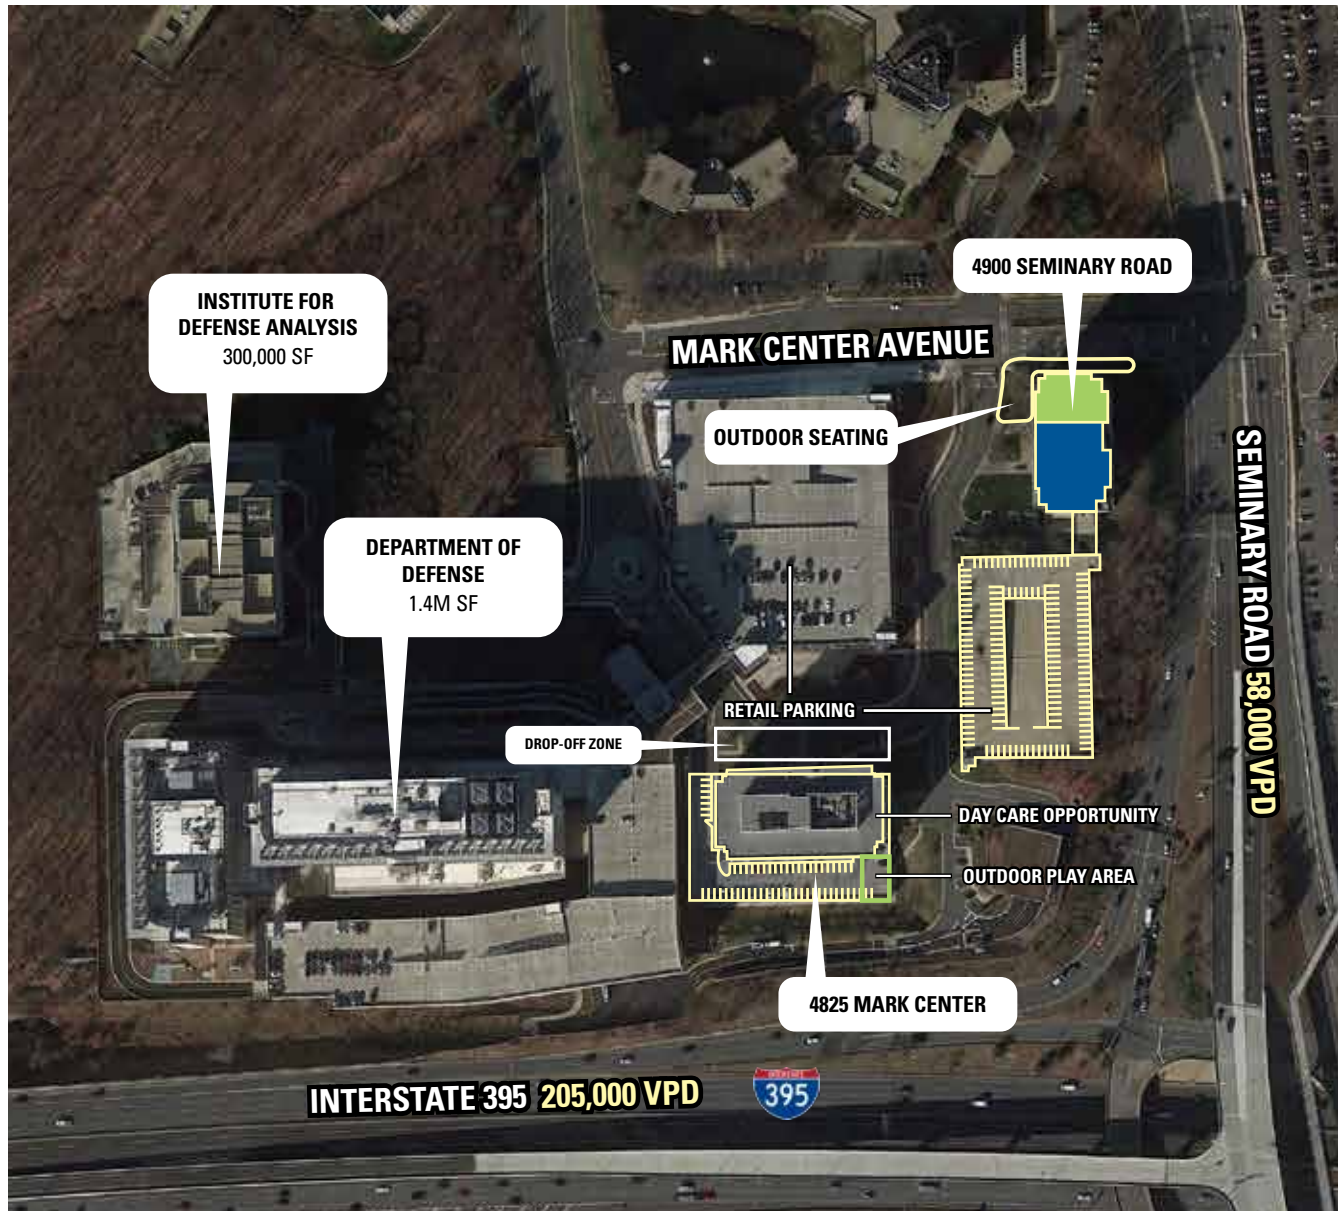 4900 SEMINARY ROAD
INSTITUTE FOR
DEFENSE ANALYSIS
300,000 SF
MARK CENTER AVENUE
OUTDOOR SEATING
SEMINARY ROAD 58,000 VPD
DEPARTMENT OF
DEFENSE
1.4M SF
RETAIL PARKING
DROP-OFF ZONE
DAY CARE OPPORTUNITY
OUTDOOR PLAY AREA
4825 MARK CENTER
INTERSTATE 395 205,000 VPD
INTERSTATE
395